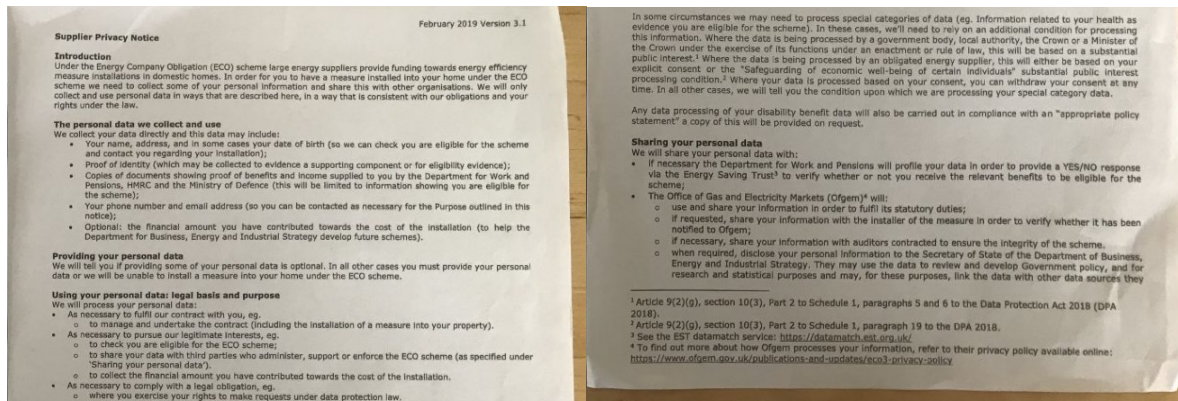 February 2019 Version 3.1
Supplier Privacy Notice
Introduction
Under the Energy Company Obligation (ECO) scheme large energy suppliers provide funding towards energy efficiency
measure installations in domestic homes. In order for you to have a measure installed into your home under the ECO
scheme we need to collect some of your personal information and share this with other organisations. We will only
collect and use personal data in ways that are described here, in a way that is consistent with our obligations and your
rights under the law.
The personal data we collect and use
We collect your data directly and this data may include:
• Your name, address, and in some cases your date of birth (so we can check you are eligible for the scheme
and contact you regarding your installation);
• Proof of identity (which may be collected to evidence a supporting component or for eligibility evidence);
• Copies of documents showing proof of benefits and income supplied to you by the Department for Work and
Pensions, HMRC and the Ministry of Defence (this will be limited to information showing you are eligible for
the scheme);
• Your phone number and email address (so you can be contacted as necessary for the Purpose outlined in this
notice);
• Optional: the financial amount you have contributed towards the cost of the installation (to help the
Department for Business, Energy and Industrial Strategy develop future schemes).
Providing your personal data
We will tell you if providing some of your personal data is optional. In all other cases you must provide your personal
data or we will be unable to install a measure into your home under the ECO scheme.
Using your personal data: legal basis and purpose
We will process your personal data:
• As necessary to fulfil our contract with you, eg.
o to manage and undertake the contract (including the installation of a measure into your property).
• As necessary to pursue our legitimate interests, eg.
o to check you are eligible for the ECO scheme;
o to share your data with third parties who administer, support or enforce the ECO scheme (as specified under
'Sharing your personal data').
o to collect the financial amount you have contributed towards the cost of the installation.
• As necessary to comply with a legal obligation, eg.
o where you exercise your rights to make requests under data protection law.
In some circumstances we may need to process special categories of data (eg. Information related to your health as
evidence you are eligible for the scheme). In these cases, we'll need to rely on an additional condition for processing
this information. Where the data is being processed by a government body, local authority, the Crown or a Minister of
the Crown under the exercise of its functions under an enactment or rule of law, this will be based on a substantial
public interest.¹ Where the data is being processed by an obligated energy supplier, this will either be based on your
explicit consent or the "Safeguarding of economic well-being of certain individuals" substantial public interest
processing condition.² Where your data is processed based on your consent, you can withdraw your consent at any
time. In all other cases, we will tell you the condition upon which we are processing your special category data.
Any data processing of your disability benefit data will also be carried out in compliance with an "appropriate policy
statement" a copy of this will be provided on request.
Sharing your personal data
We will share your personal data with:
• if necessary the Department for Work and Pensions will profile your data in order to provide a YES/NO response
via the Energy Saving Trust³ to verify whether or not you receive the relevant benefits to be eligible for the
scheme;
• The Office of Gas and Electricity Markets (Ofgem)⁴ will:
o use and share your information in order to fulfil its statutory duties;
o if requested, share your information with the installer of the measure in order to verify whether it has been
notified to Ofgem;
o if necessary, share your information with auditors contracted to ensure the integrity of the scheme.
o when required, disclose your personal information to the Secretary of State of the Department of Business,
Energy and Industrial Strategy. They may use the data to review and develop Government policy, and for
research and statistical purposes and may, for these purposes, link the data with other data sources they
¹ Article 9(2)(g), section 10(3), Part 2 to Schedule 1, paragraphs 5 and 6 to the Data Protection Act 2018 (DPA
2018).
² Article 9(2)(g), section 10(3), Part 2 to Schedule 1, paragraph 19 to the DPA 2018.
³ See the EST datamatch service: https://datamatch.est.org.uk/
⁴ To find out more about how Ofgem processes your information, refer to their privacy policy available online:
https://www.ofgem.gov.uk/publications-and-updates/eco3-privacy-policy